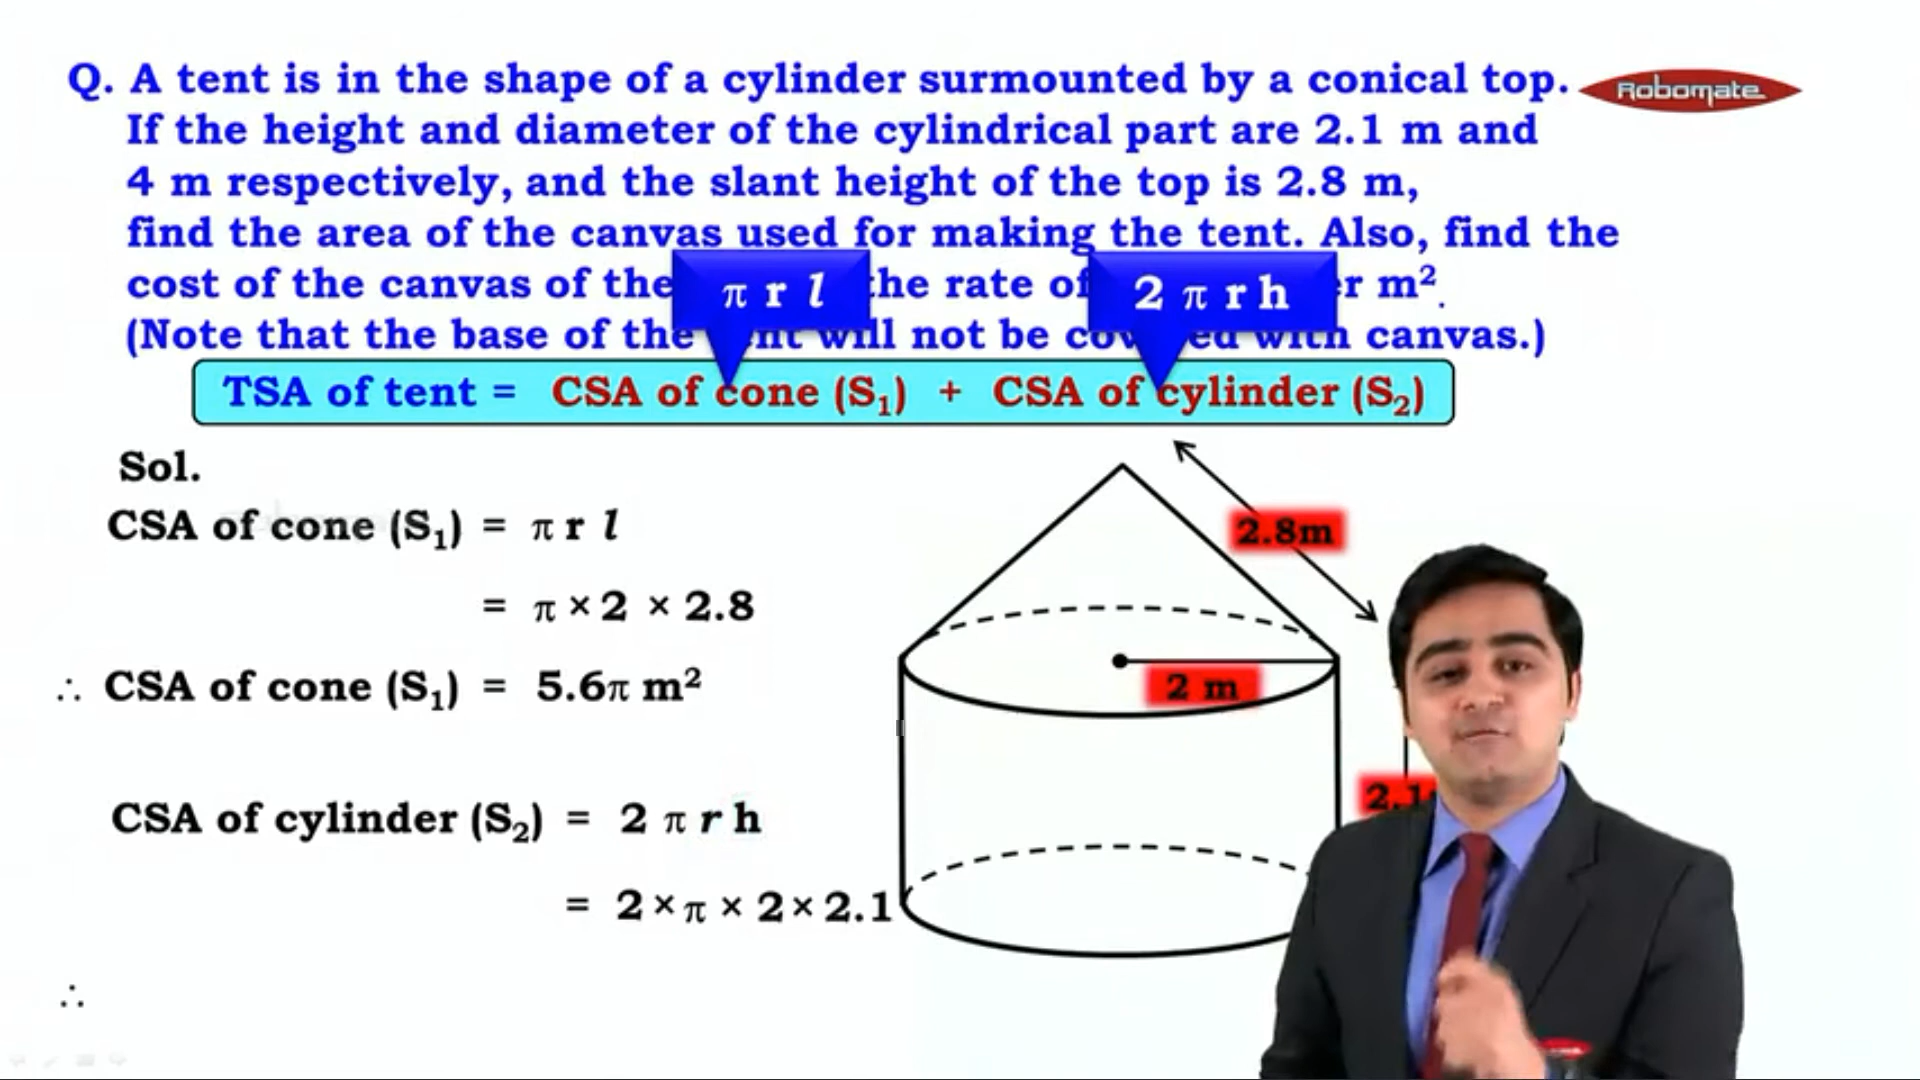 Q. A tent is in the shape of a cylinder surmounted by a conical top.
Robomate
If the height and diameter of the cylindrical part are 2.1 m and
4 m respectively, and the slant height of the top is 2.8 m,
find the area of the canvas used for making the tent. Also, find the
cost of the canvas of the the rate of m².
π r l
2 π r h
(Note that the base of the will not be with canvas.)
TSA of tent = CSA of cone (S₁) + CSA of cylinder (S₂)
Sol.
CSA of cone (S₁) = π r l
2.8m
= π × 2 × 2.8
∴ CSA of cone (S₁) = 5.6π m²
2 m
2.1
CSA of cylinder (S₂) = 2 π r h
= 2 × π × 2 × 2.1
∴